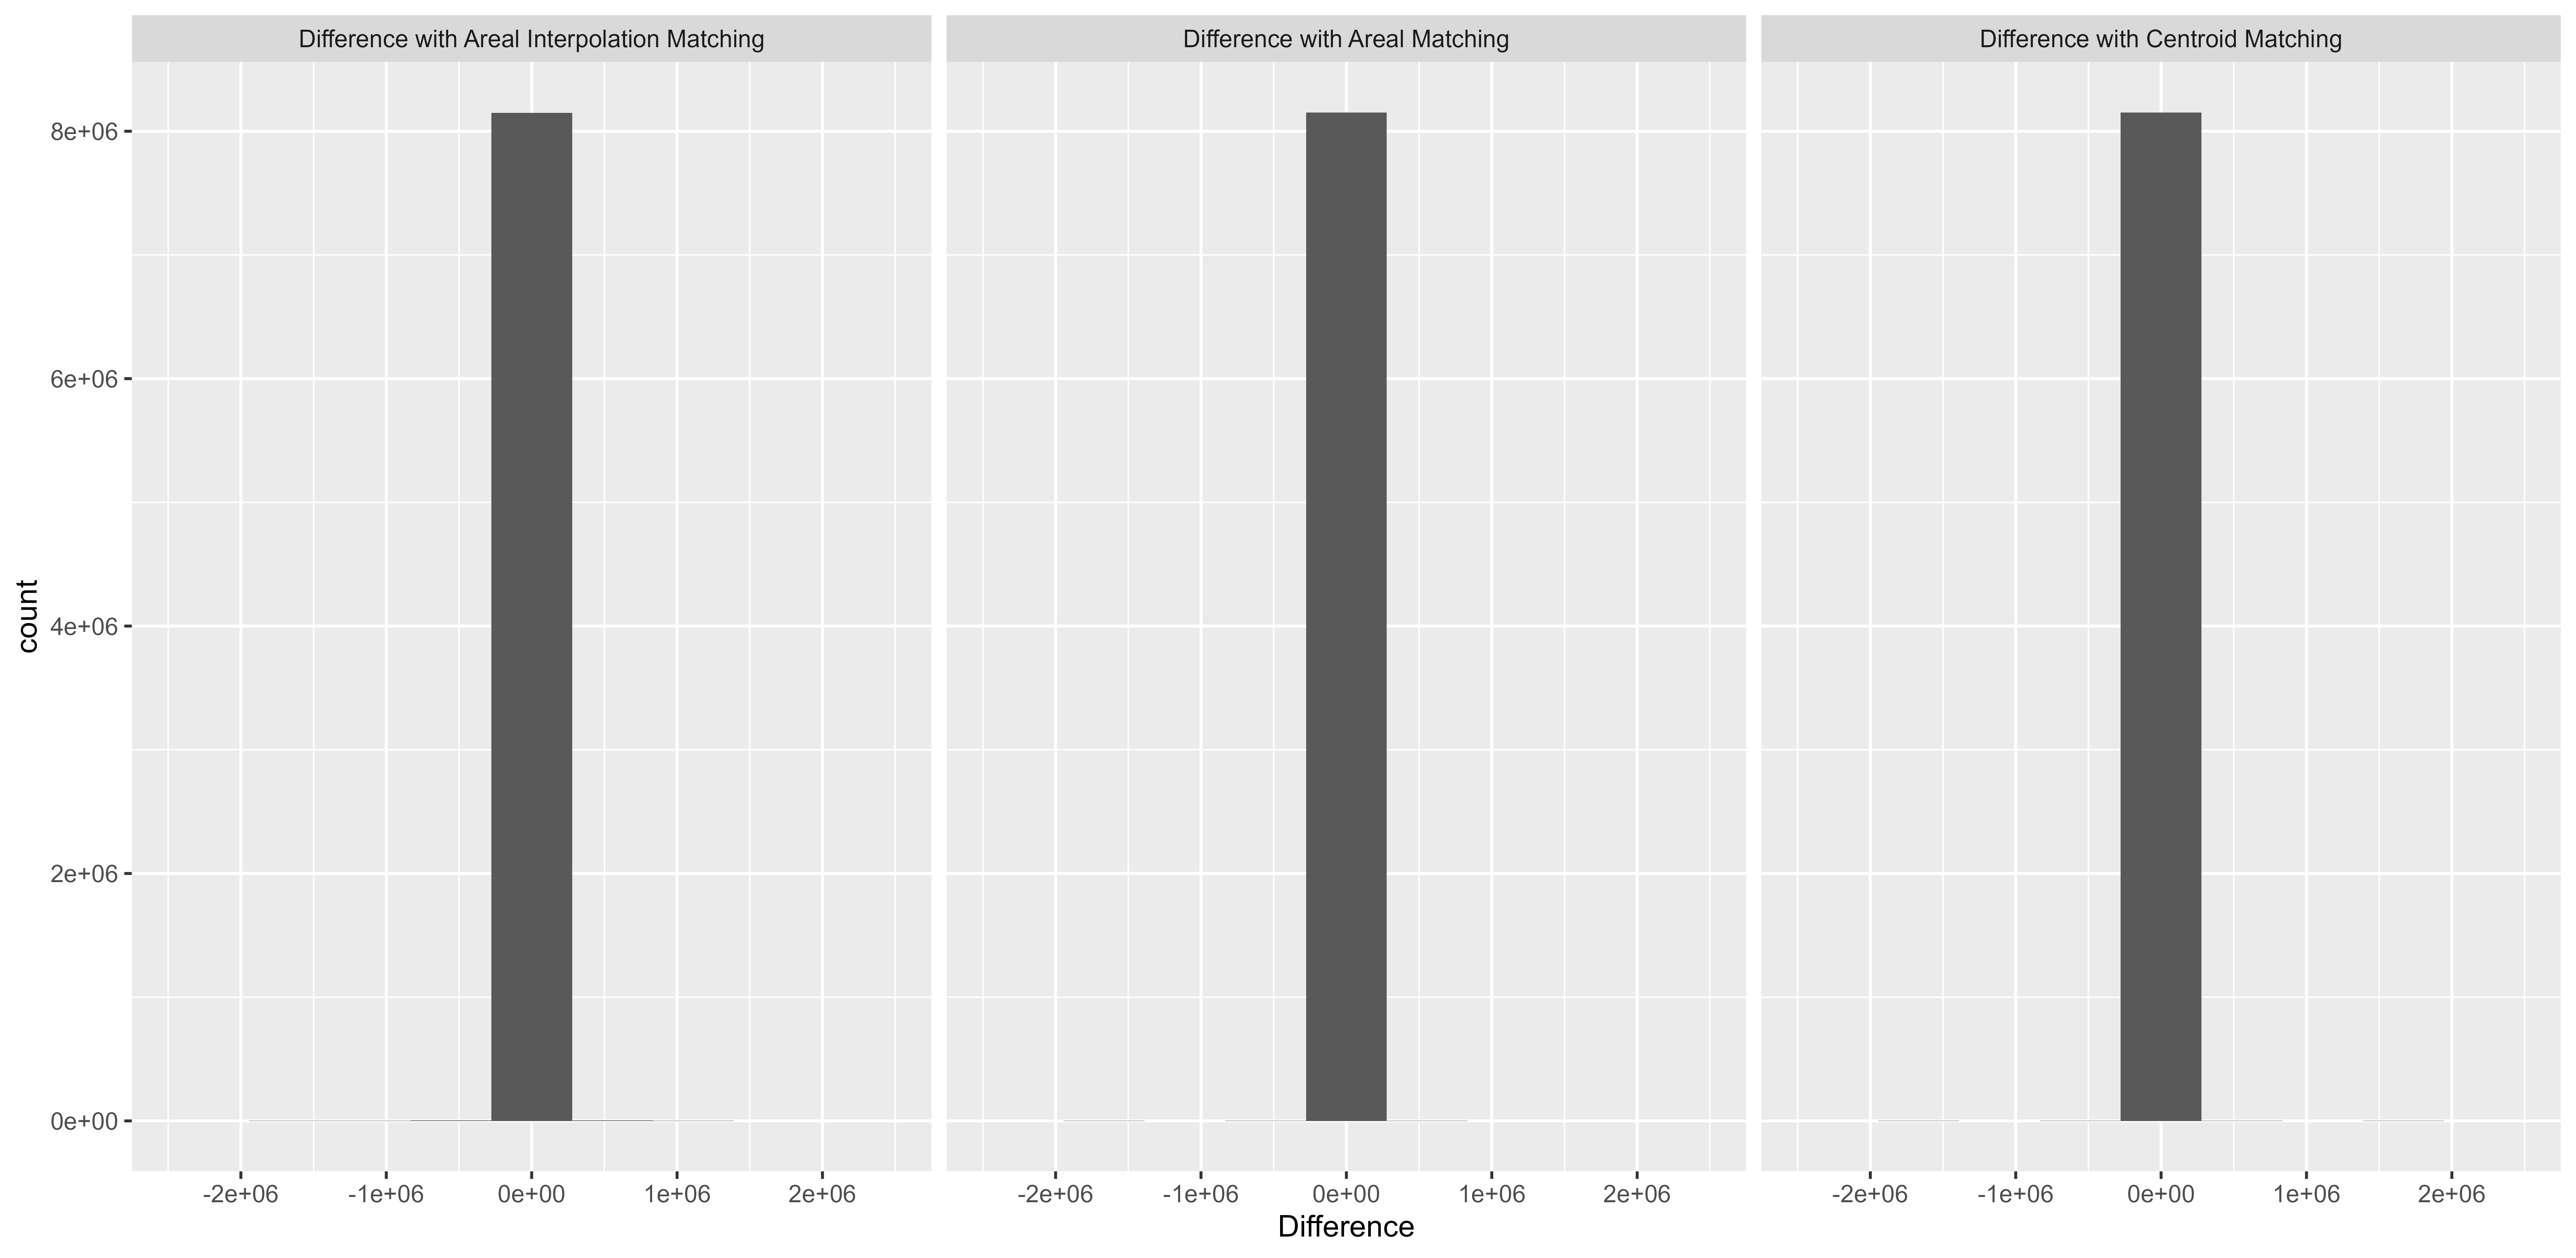 Difference with Areal Interpolation Matching
Difference with Areal Matching
Difference with Centroid Matching
8e+06
6e+06
4e+06
2e+06
0e+00
count
-2e+06 -1e+06 0e+00 1e+06 2e+06
-2e+06 -1e+06 0e+00 1e+06 2e+06
-2e+06 -1e+06 0e+00 1e+06 2e+06
Difference